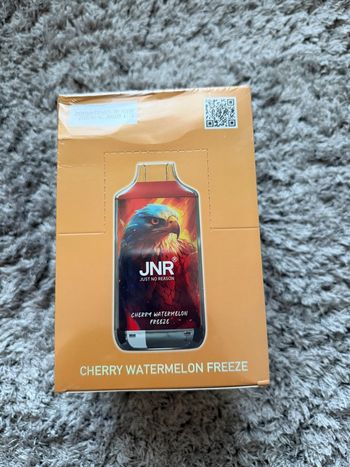 JNR®
JUST NO REASON
CHERRY WATERMELON
FREEZE
CHERRY WATERMELON FREEZE